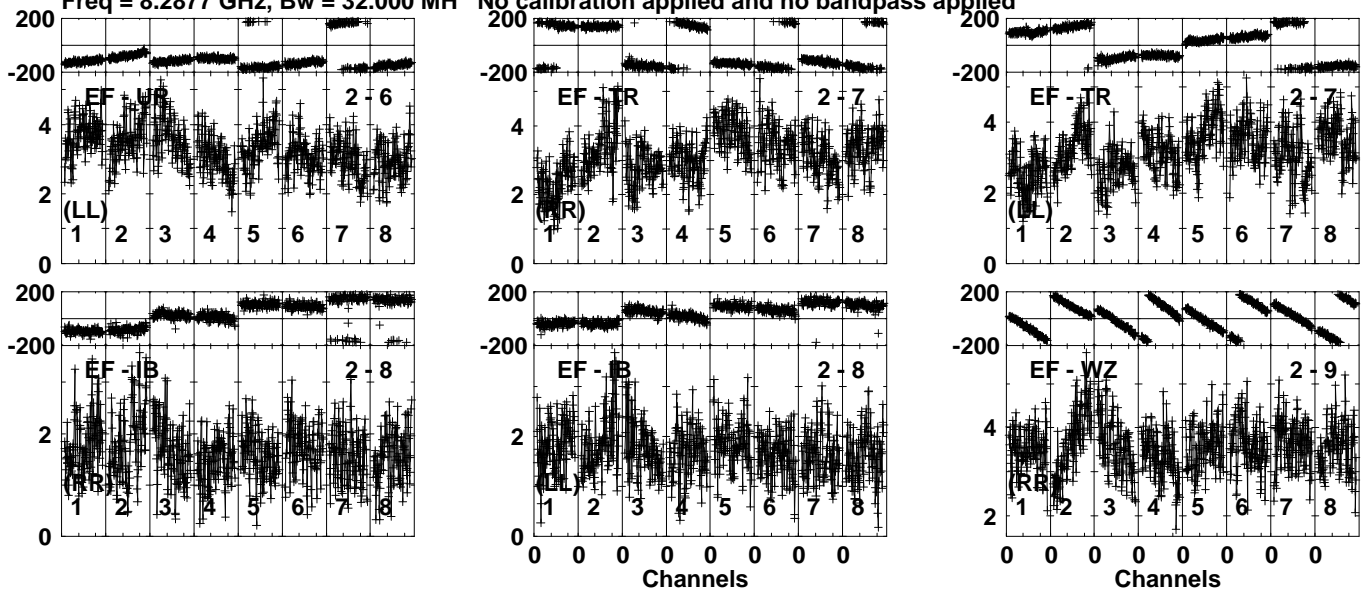 Freq = 8.2877 GHz, Bw = 32.000 MH No calibration applied and no bandpass applied
200
-200
EF - UR 2 - 6
4
2
(LL)
1 2 3 4 5 6 7 8
0
200
-200
EF - TR 2 - 7
4
2
(RR)
1 2 3 4 5 6 7 8
0
200
-200
EF - TR 2 - 7
4
2
(LL)
1 2 3 4 5 6 7 8
0
200
-200
EF - IB 2 - 8
2
(RR)
1 2 3 4 5 6 7 8
0
200
-200
EF - IB 2 - 8
2
(LL)
1 2 3 4 5 6 7 8
0
0 0 0 0 0 0 0 0
Channels
200
-200
EF - WZ 2 - 9
4
(RR)
1 2 3 4 5 6 7 8
2
0 0 0 0 0 0 0 0
Channels